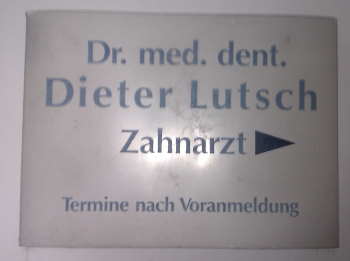 Dr. med. dent.
Dieter Lutsch
Zahnarzt
Termine nach Voranmeldung